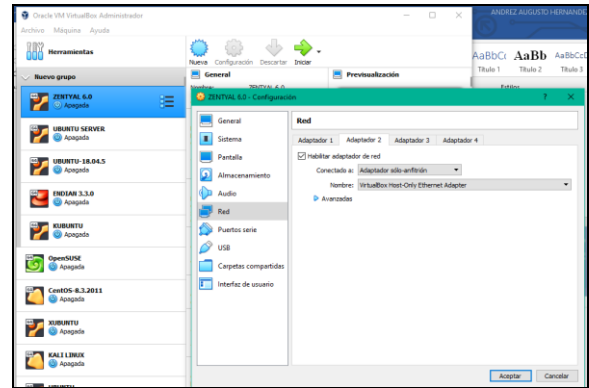 Oracle VM VirtualBox Administrador
ANDREZ AUGUSTO HERNANDEZ
Archivo Máquina Ayuda
Herramientas
Nueva Configuración Descartar Iniciar
AaBbCc AaBb AaBbCcD
Título 1 Título 2 Título 3
Estilos
Nuevo grupo
General
Previsualización
Nombre: ZENTYAL 6.0
ZENTYAL 6.0
Apagada
UBUNTU SERVER
Apagada
UBUNTU-18.04.5
Apagada
ENDIAN 3.3.0
Apagada
KUBUNTU
Apagada
OpenSUSE
Apagada
CentOS-8.3.2011
Apagada
XUBUNTU
Apagada
KALI LINUX
Apagada
ZENTYAL 6.0 - Configuración
General
Sistema
Pantalla
Almacenamiento
Audio
Red
Puertos serie
USB
Carpetas compartidas
Interfaz de usuario
Red
Adaptador 1 Adaptador 2 Adaptador 3 Adaptador 4
Habilitar adaptador de red
Conectado a: Adaptador sólo-anfitrión
Nombre: VirtualBox Host-Only Ethernet Adapter
Avanzadas
Aceptar Cancelar